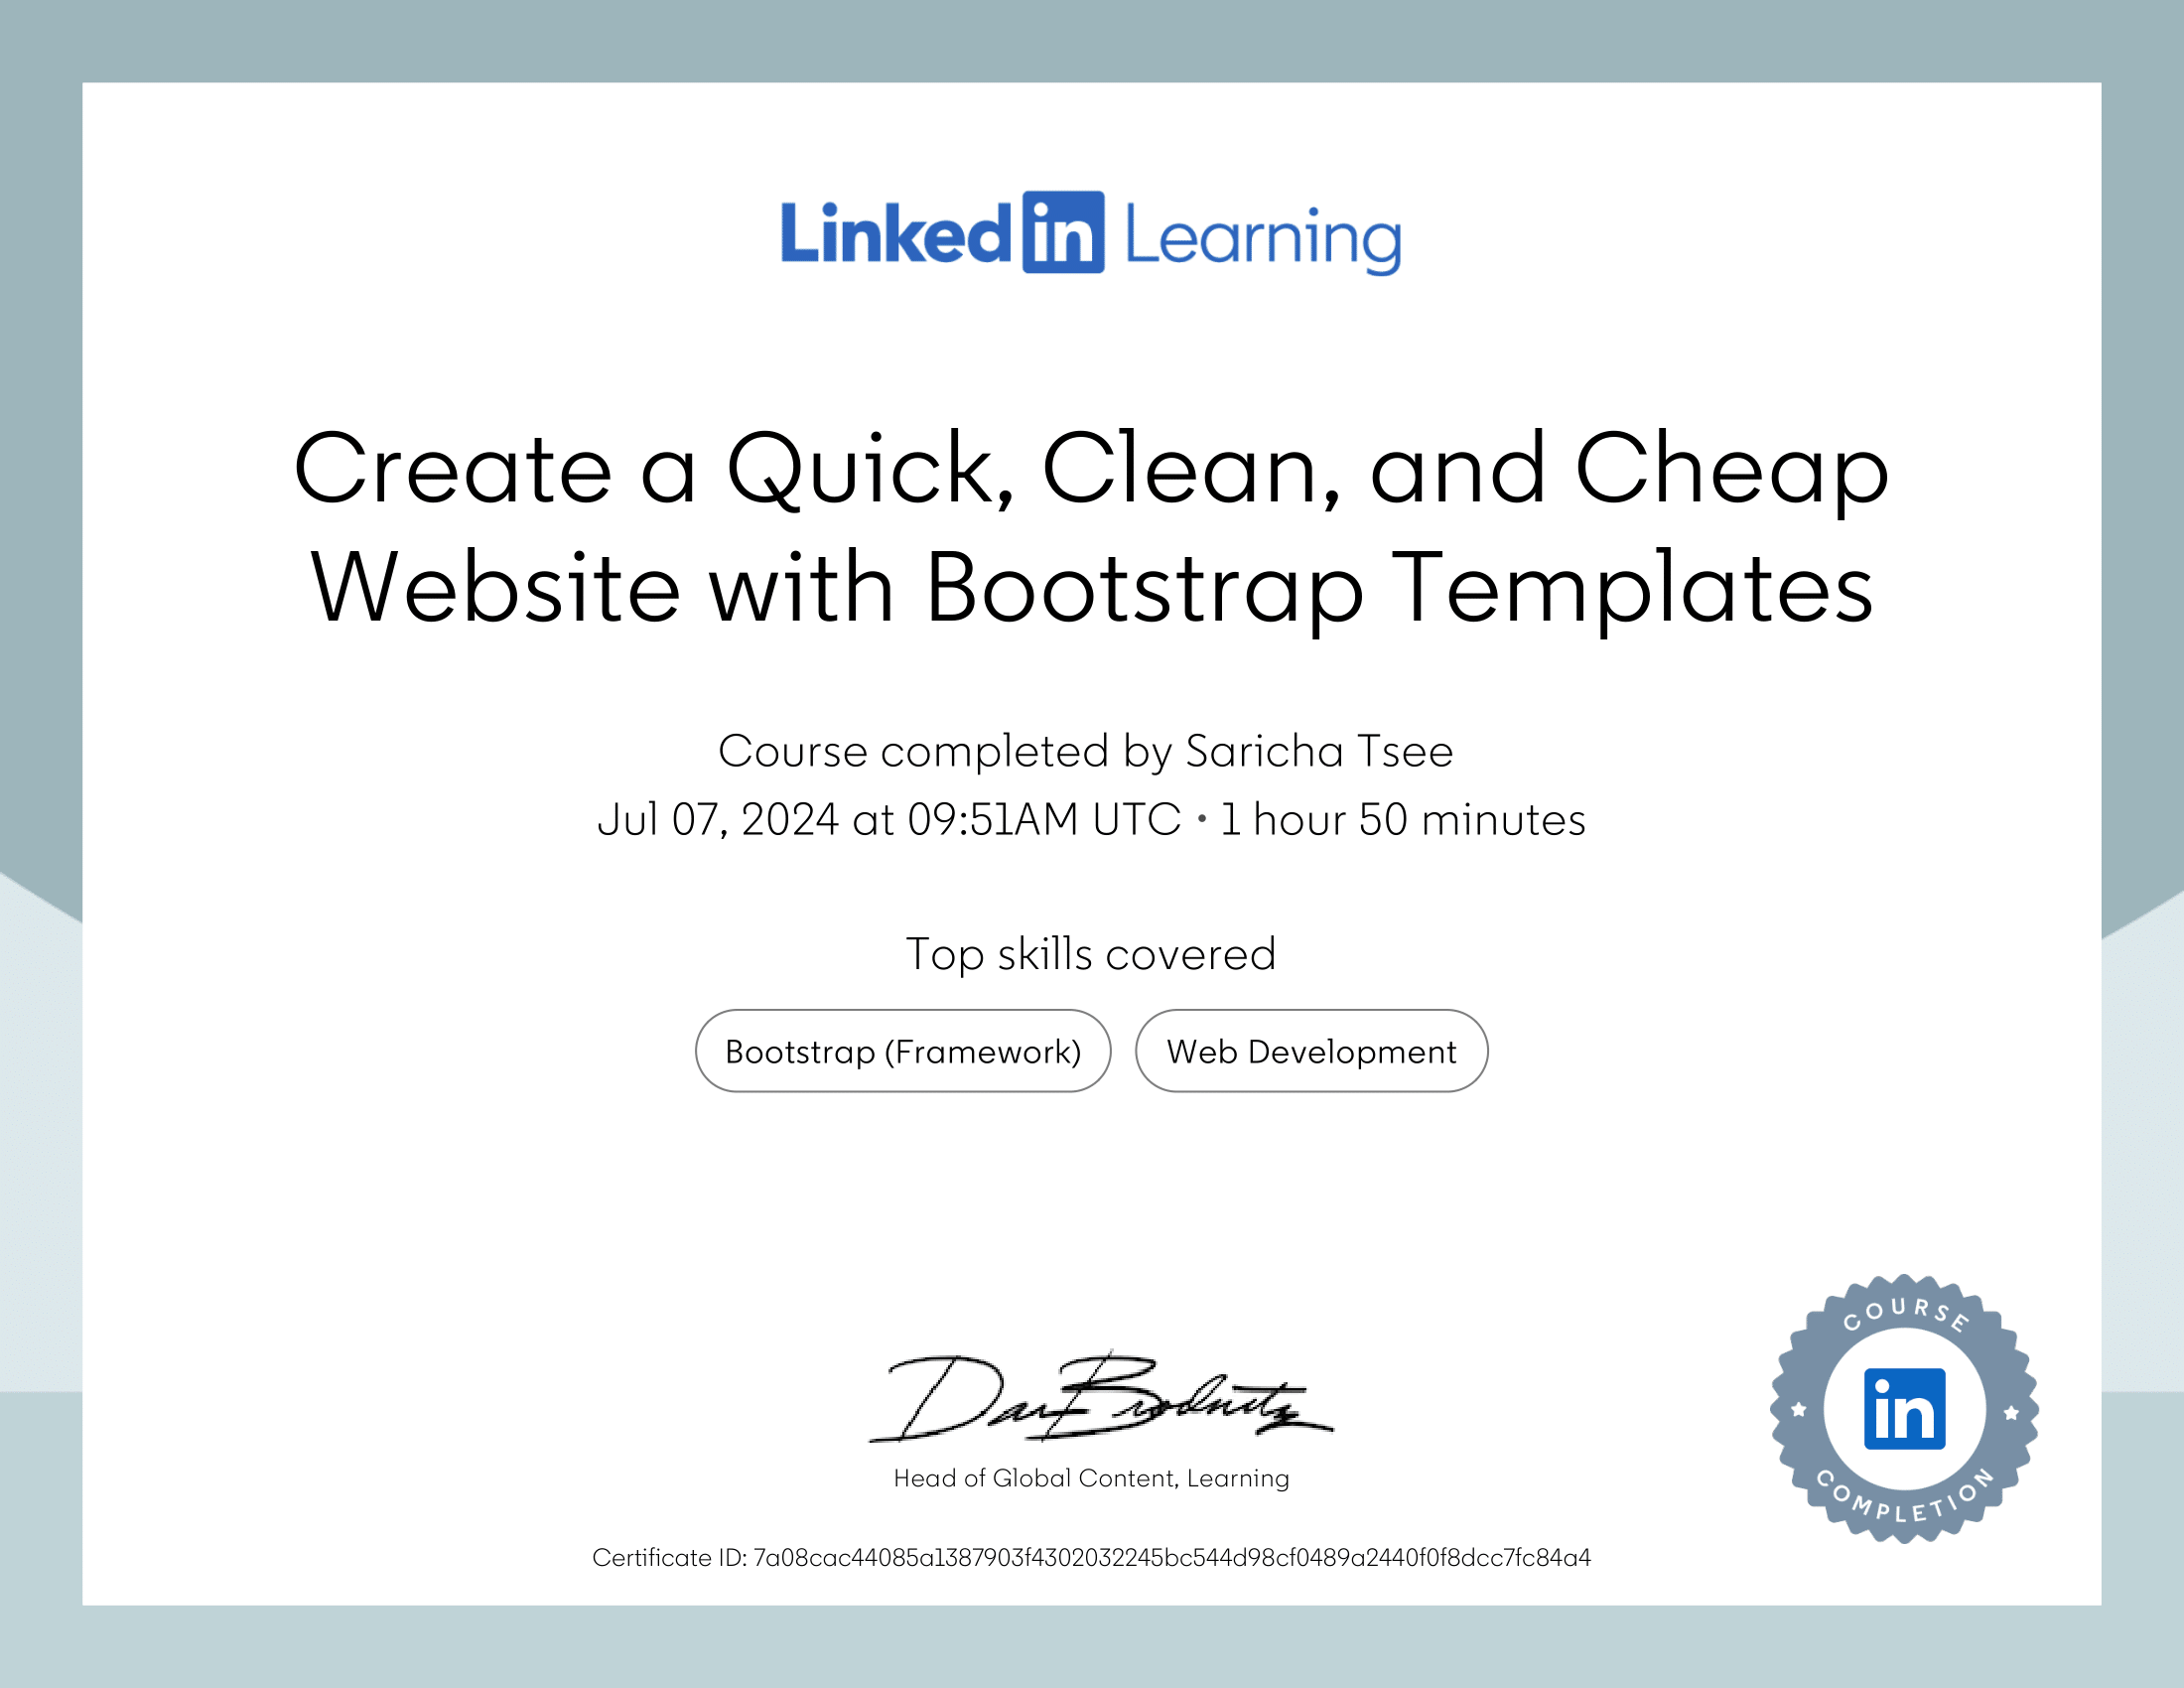 Linked in Learning
Create a Quick, Clean, and Cheap
Website with Bootstrap Templates
Course completed by Saricha Tsee
Jul 07, 2024 at 09:51AM UTC • 1 hour 50 minutes
Top skills covered
Bootstrap (Framework) Web Development
Head of Global Content, Learning
Certificate ID: 7a08cac44085a1387903f4302032245bc544d98cf0489a2440f0f8dcc7fc84a4
COURSE
in
COMPLETION